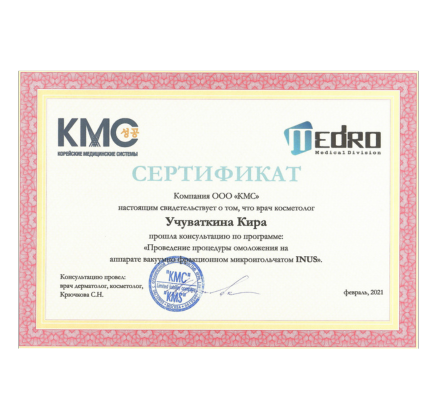 KMC
성공
КОРЕЙСКИЕ МЕДИЦИНСКИЕ СИСТЕМЫ
MEDRO
Medical Division
СЕРТИФИКАТ
Компания ООО «КМС»
настоящим свидетельствует о том, что врач косметолог
Учуваткина Кира
прошла консультацию по программе:
«Проведение процедуры омоложения на
аппарате вакуумно фракционном микроигольчатом INUS».
Консультацию провел:
врач дерматолог, косметолог,
Крючкова С.Н.
"КМС"
"KMS"
февраль, 2021